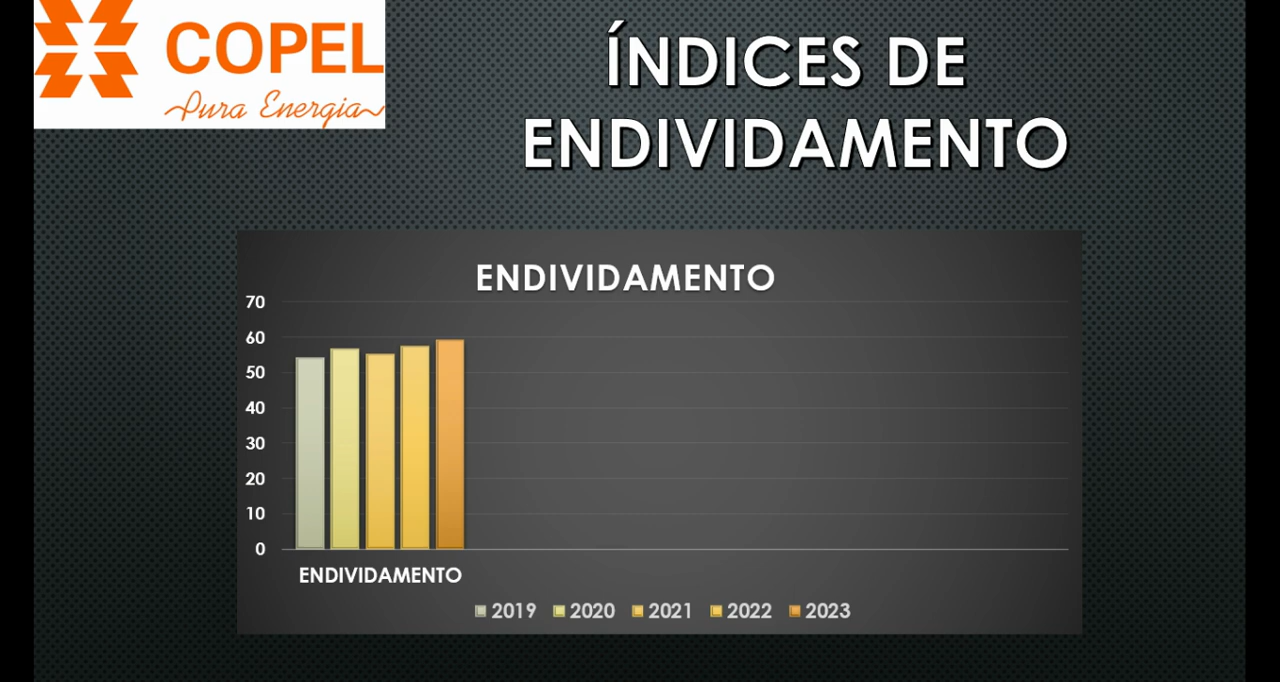 COPEL
Pura Energia
ÍNDICES DE
ENDIVIDAMENTO
ENDIVIDAMENTO
70
60
50
40
30
20
10
0
ENDIVIDAMENTO
2019 2020 2021 2022 2023